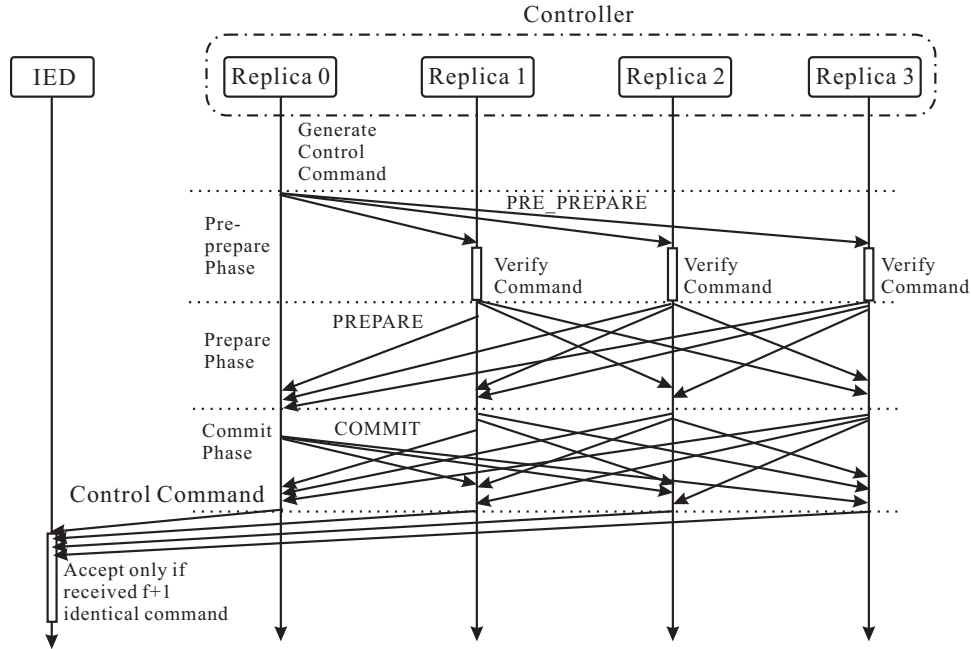 Controller
IED
Replica 0
Replica 1
Replica 2
Replica 3
Generate
Control
Command
PRE_PREPARE
Pre-
prepare
Phase
Verify
Command
Verify
Command
Verify
Command
PREPARE
Prepare
Phase
Commit
Phase
COMMIT
Control Command
Accept only if
received f+1
identical command